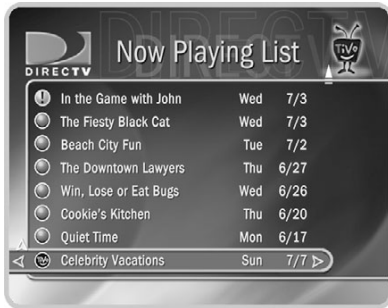 DIRECTV
DIRECTV
Now Playing List
TiVo
In the Game with John Wed 7/3
The Fiesty Black Cat Wed 7/3
Beach City Fun Tue 7/2
The Downtown Lawyers Thu 6/27
Win, Lose or Eat Bugs Wed 6/26
Cookie's Kitchen Thu 6/20
Quiet Time Mon 6/17
TiVo Celebrity Vacations Sun 7/7